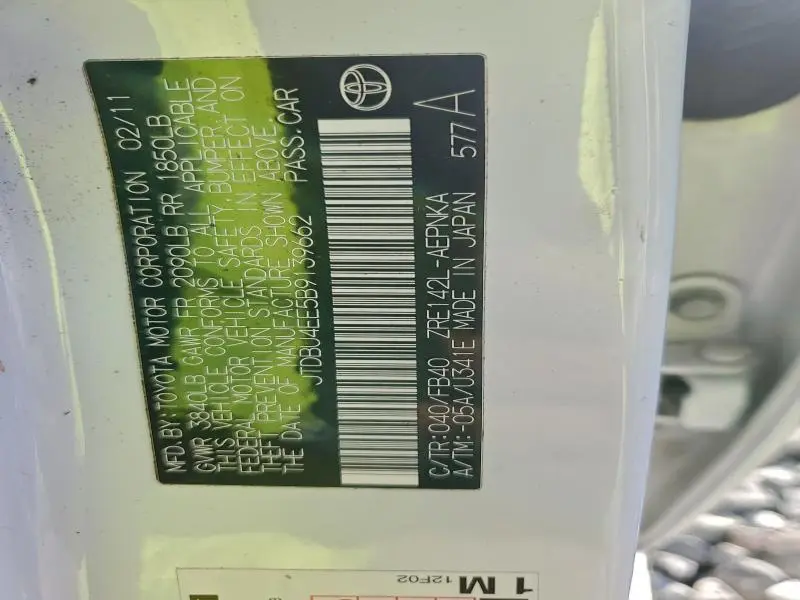 MFD.BY TOYOTA MOTOR CORPORATION 02/11
GVWR 3840LB GAWR FR 2090LB RR 1850LB
THIS VEHICLE CONFORMS TO ALL APPLICABLE
FEDERAL MOTOR VEHICLE SAFETY, BUMPER, AND
THEFT PREVENTION STANDARDS IN EFFECT ON
THE DATE OF MANUFACTURE SHOWN ABOVE.
JTDBU4EE5B9139662 PASS.CAR
C/TR:040/FB40 ZRE142L-AEPNKA
A/TM:-05A/U341E MADE IN JAPAN 577A
12F02
1M